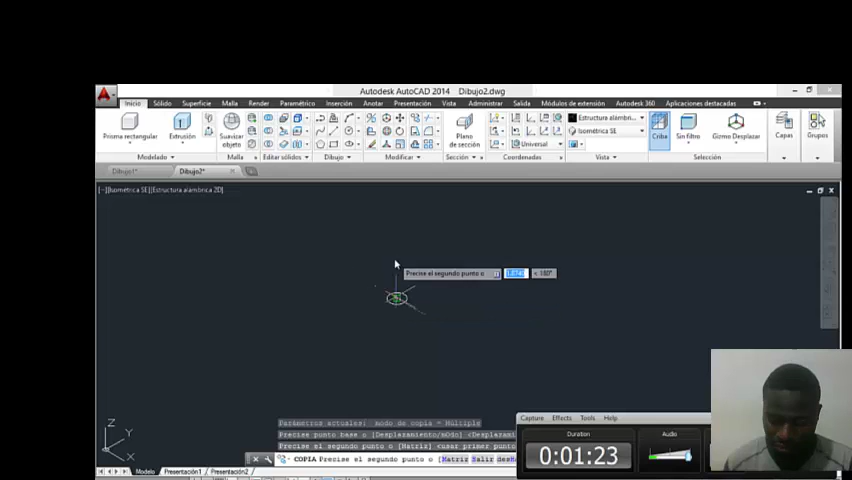 Autodesk AutoCAD 2014 Dibujo2.dwg
Inicio Sólido Superficie Malla Render Paramétrico Inserción Anotar Presentación Vista Administrar Salida Módulos de extensión Autodesk 360 Aplicaciones destacadas
Prisma rectangular Extrusión Suavizar objeto Plano de sección Universal Estructura alámbri... Isométrica SE Criba Sin filtro Gizmo Desplazar Capas Grupos
Modelado Malla Editar sólidos Dibujo Modificar Sección Coordenadas Vista Selección
Dibujo1* Dibujo2*
[−][Isométrica SE][Estructura alámbrica 2D]
Precise el segundo punto o < 180°
Z
Y
X
Parámetros actuales: modo de copia = Múltiple
Precise punto base o [Desplazamiento/mOdo] <Desplazami
Precise el segundo punto o [Matriz] <usar primer punto
COPIA Precise el segundo punto o [Matriz Salir desH
Modelo Presentación1 Presentación2
Capture Effects Tools Help
Duration Audio
0:01:23